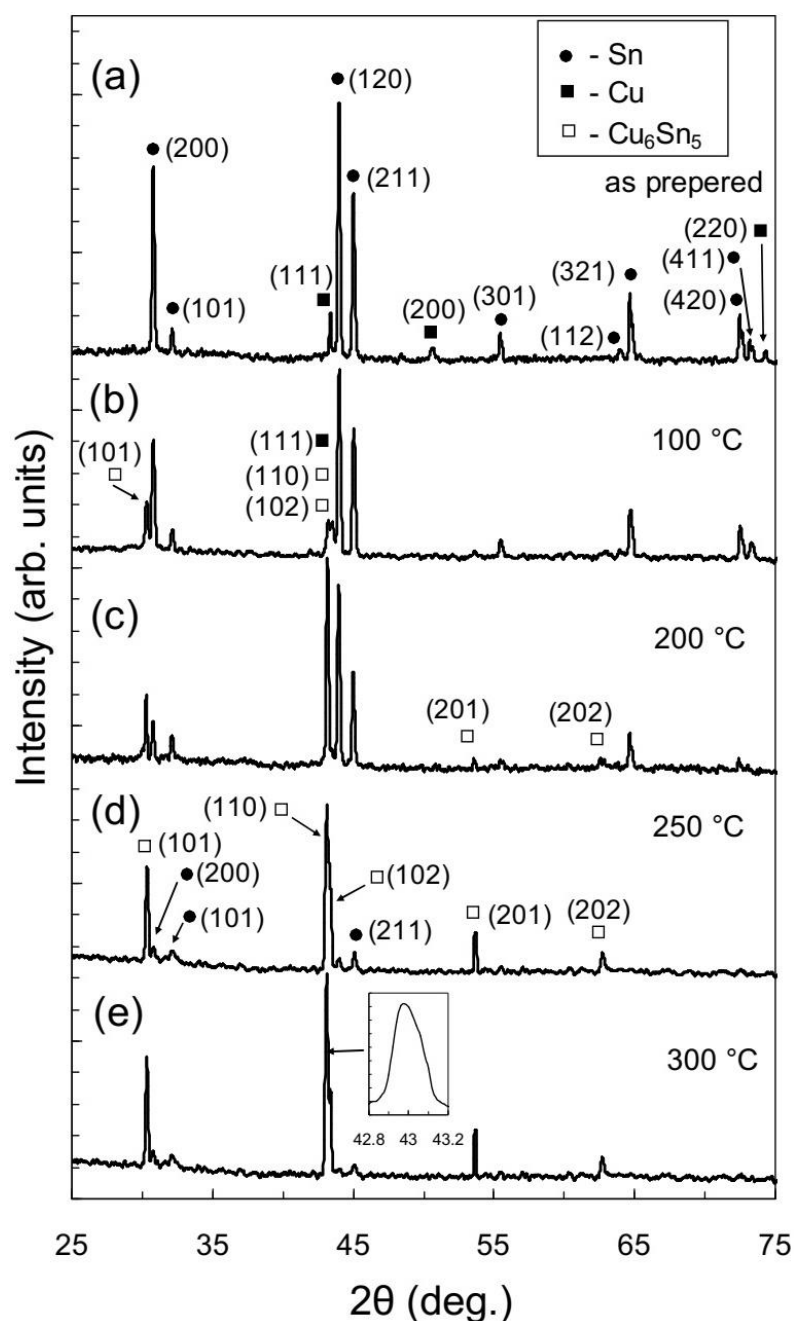 (a)
● - Sn
■ - Cu
□ - Cu₆Sn₅
as prepered
● (120)
● (200)
● (211)
(220) ■
(411) ●
(111) ■
(321) ●
(420) ●
● (101)
(200) ■
(301) ●
(112) ●
(b)
100 °C
(101) □
(111) ■
(110) □
(102) □
(c)
200 °C
(201) □
(202) □
(d)
250 °C
(110) □
□ (101)
● (200)
● (101)
□ (102)
● (211)
□ (201)
(202) □
(e)
300 °C
42.8 43 43.2
25 35 45 55 65 75
2θ (deg.)
Intensity (arb. units)